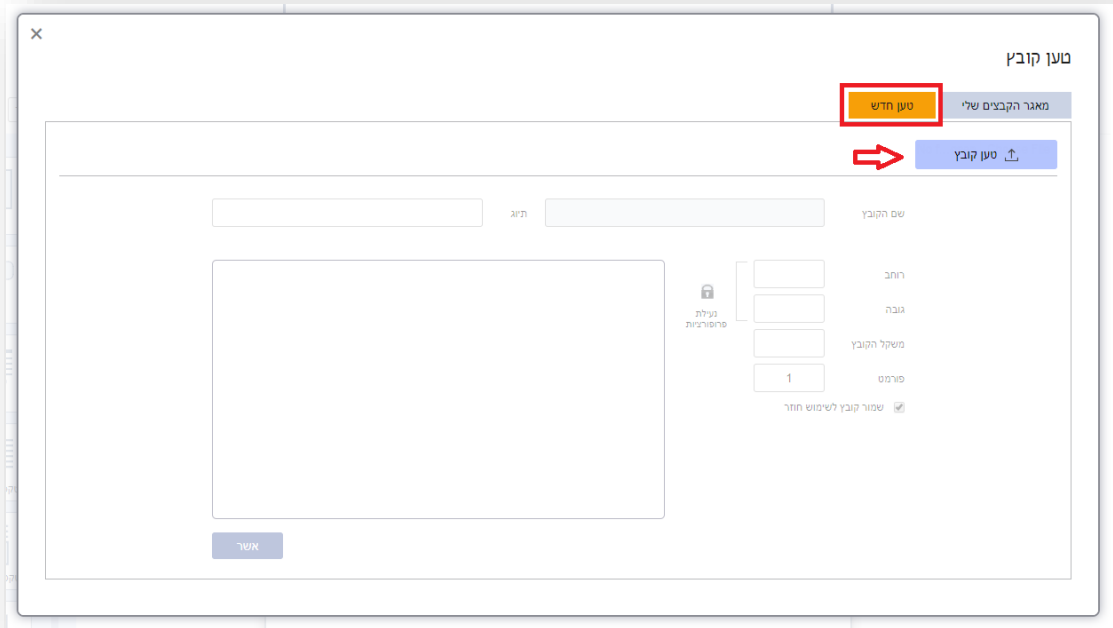 טען קובץ
מאגר הקבצים שלי
טען חדש
טען קובץ
שם הקובץ
תיוג
רוחב
גובה
נעילת
פרופורציות
משקל הקובץ
פורמט
1
שמור קובץ לשימוש חוזר
אשר